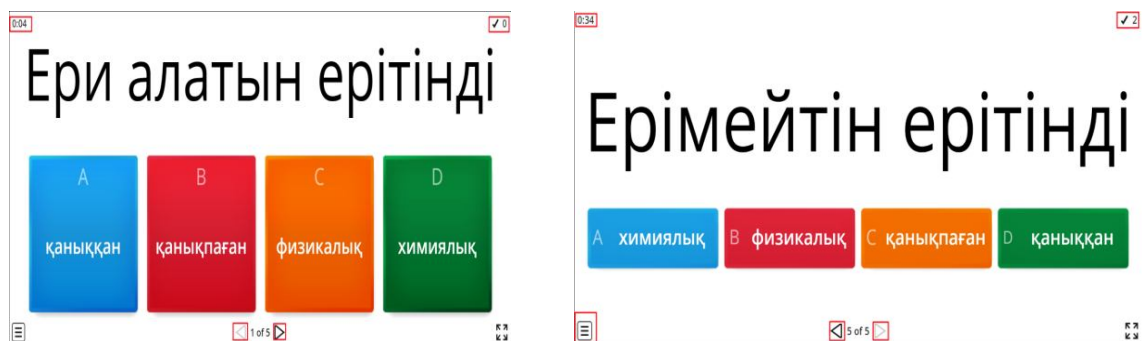 0:04
✓ 0
Ери алатын ерітінді
A
қаныққан
B
қанықпаған
C
физикалық
D
химиялық
1 of 5
0:34
✓ 2
Ерімейтін ерітінді
A химиялық
B физикалық
C қанықпаған
D қаныққан
5 of 5